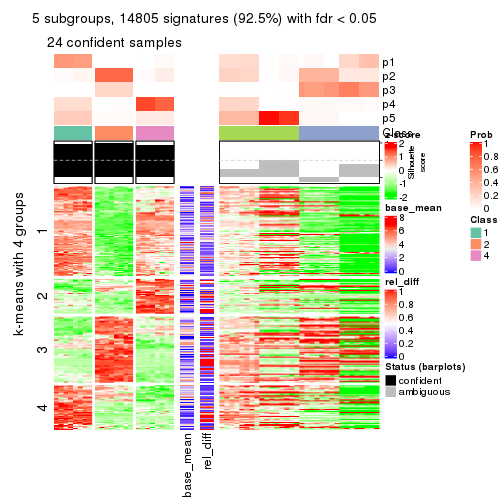 5 subgroups, 14805 signatures (92.5%) with fdr < 0.05
24 confident samples
p1
p2
p3
p4
p5
Class
z-score
2
1
0
-1
-2
Silhouette
score
base_mean
8
6
4
2
0
rel_diff
1
0.8
0.6
0.4
0.2
0
Status (barplots)
confident
ambiguous
Prob
1
0.8
0.6
0.4
0.2
0
Class
1
2
4
k-means with 4 groups
1
2
3
4
base_mean
rel_diff